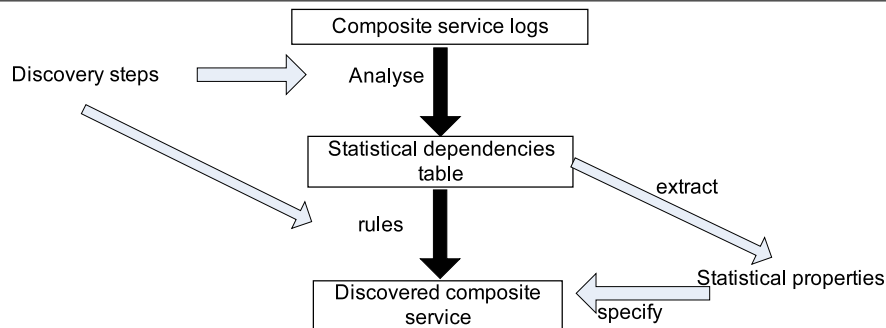 Composite service logs
Discovery steps
Analyse
Statistical dependencies
table
extract
rules
Statistical properties
Discovered composite
service
specify